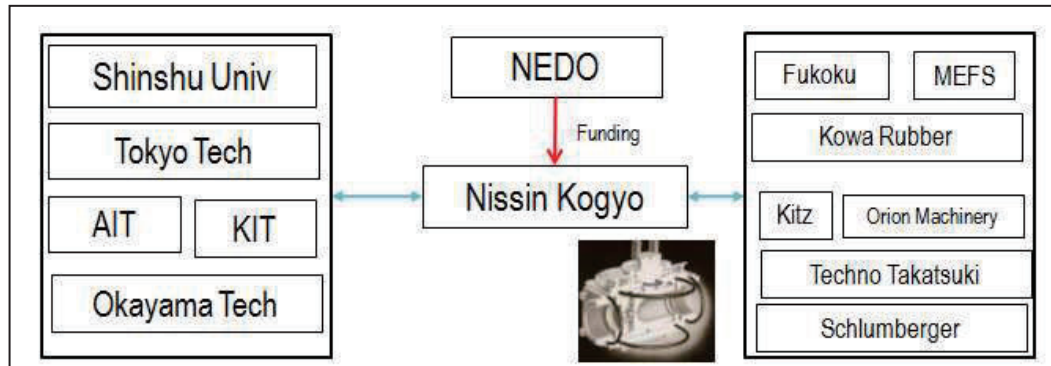 Shinshu Univ
Tokyo Tech
AIT KIT
Okayama Tech
NEDO
Funding
Nissin Kogyo
Fukoku MEFS
Kowa Rubber
Kitz Orion Machinery
Techno Takatsuki
Schlumberger